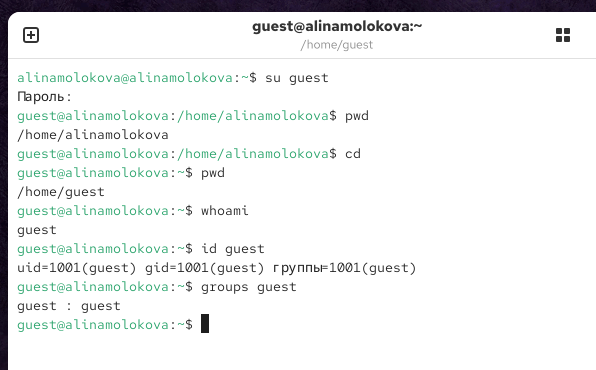 guest@alinamolokova:~
/home/guest
alinamolokova@alinamolokova:~$ su guest
Пароль:
guest@alinamolokova:/home/alinamolokova$ pwd
/home/alinamolokova
guest@alinamolokova:/home/alinamolokova$ cd
guest@alinamolokova:~$ pwd
/home/guest
guest@alinamolokova:~$ whoami
guest
guest@alinamolokova:~$ id guest
uid=1001(guest) gid=1001(guest) группы=1001(guest)
guest@alinamolokova:~$ groups guest
guest : guest
guest@alinamolokova:~$